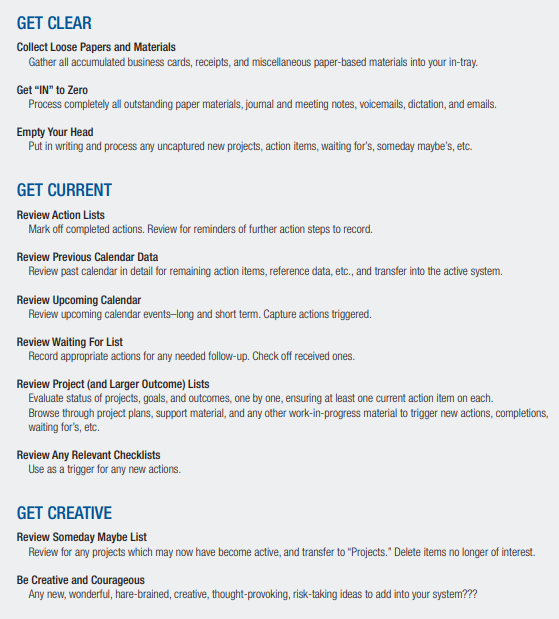 GET CLEAR
Collect Loose Papers and Materials
Gather all accumulated business cards, receipts, and miscellaneous paper-based materials into your in-tray.
Get “IN” to Zero
Process completely all outstanding paper materials, journal and meeting notes, voicemails, dictation, and emails.
Empty Your Head
Put in writing and process any uncaptured new projects, action items, waiting for’s, someday maybe’s, etc.
GET CURRENT
Review Action Lists
Mark off completed actions. Review for reminders of further action steps to record.
Review Previous Calendar Data
Review past calendar in detail for remaining action items, reference data, etc., and transfer into the active system.
Review Upcoming Calendar
Review upcoming calendar events–long and short term. Capture actions triggered.
Review Waiting For List
Record appropriate actions for any needed follow-up. Check off received ones.
Review Project (and Larger Outcome) Lists
Evaluate status of projects, goals, and outcomes, one by one, ensuring at least one current action item on each.
Browse through project plans, support material, and any other work-in-progress material to trigger new actions, completions,
waiting for’s, etc.
Review Any Relevant Checklists
Use as a trigger for any new actions.
GET CREATIVE
Review Someday Maybe List
Review for any projects which may now have become active, and transfer to “Projects.” Delete items no longer of interest.
Be Creative and Courageous
Any new, wonderful, hare-brained, creative, thought-provoking, risk-taking ideas to add into your system???